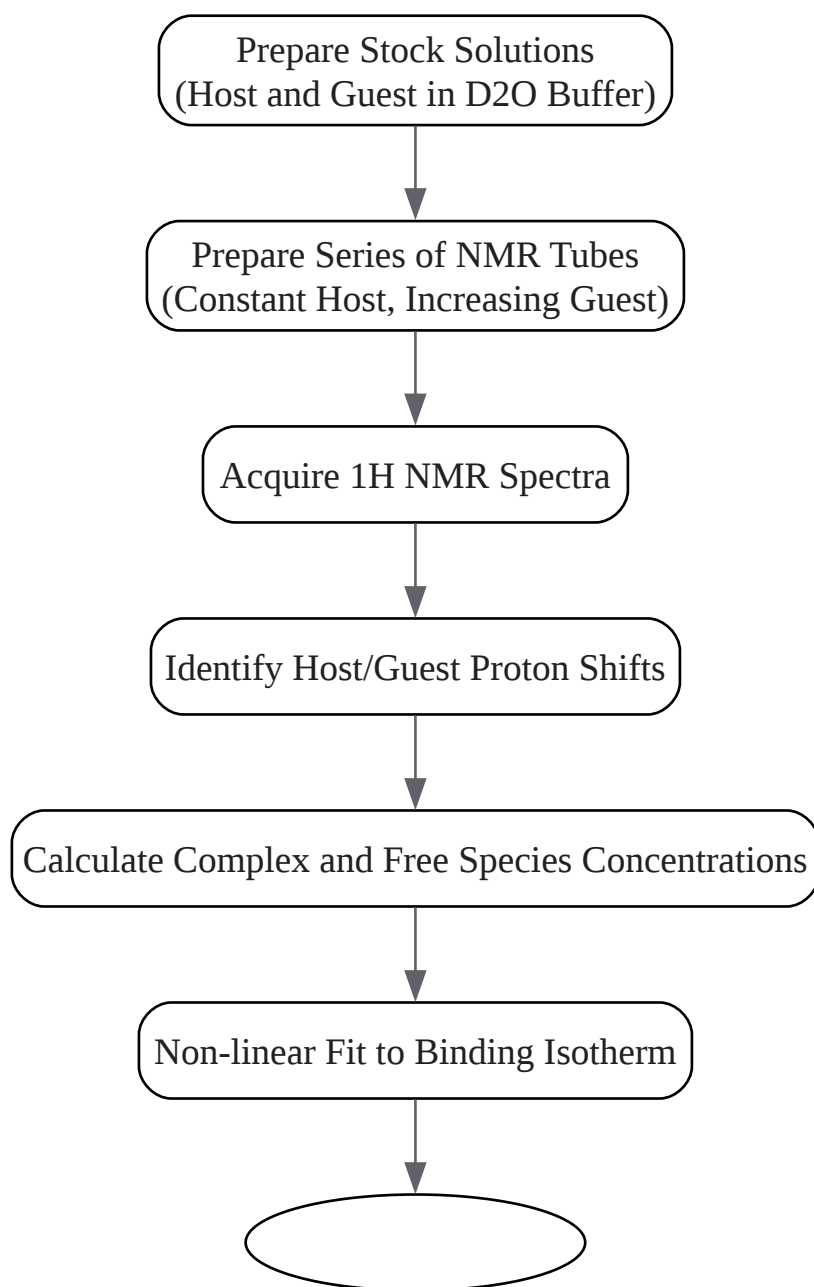 Prepare Stock Solutions
(Host and Guest in D2O Buffer)
Prepare Series of NMR Tubes
(Constant Host, Increasing Guest)
Acquire 1H NMR Spectra
Identify Host/Guest Proton Shifts
Calculate Complex and Free Species Concentrations
Non-linear Fit to Binding Isotherm